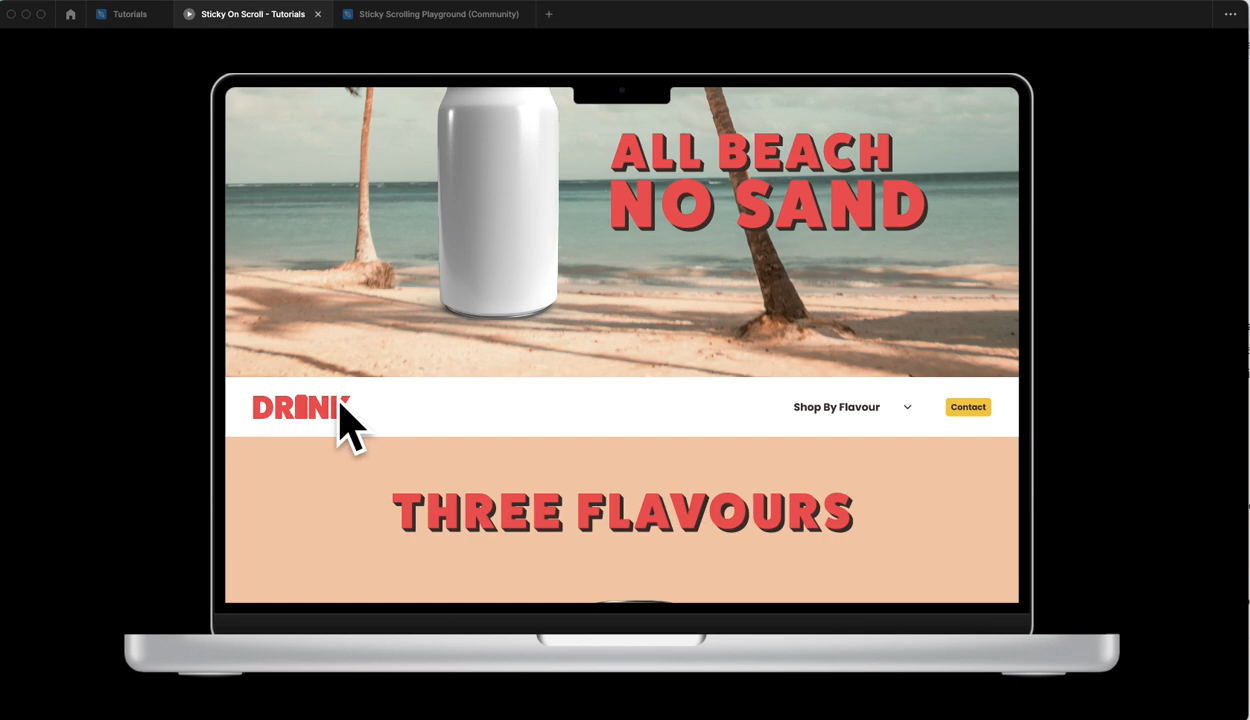 Tutorials
Sticky On Scroll - Tutorials
Sticky Scrolling Playground (Community)
ALL BEACH
NO SAND
DRINK
Shop By Flavour
Contact
THREE FLAVOURS